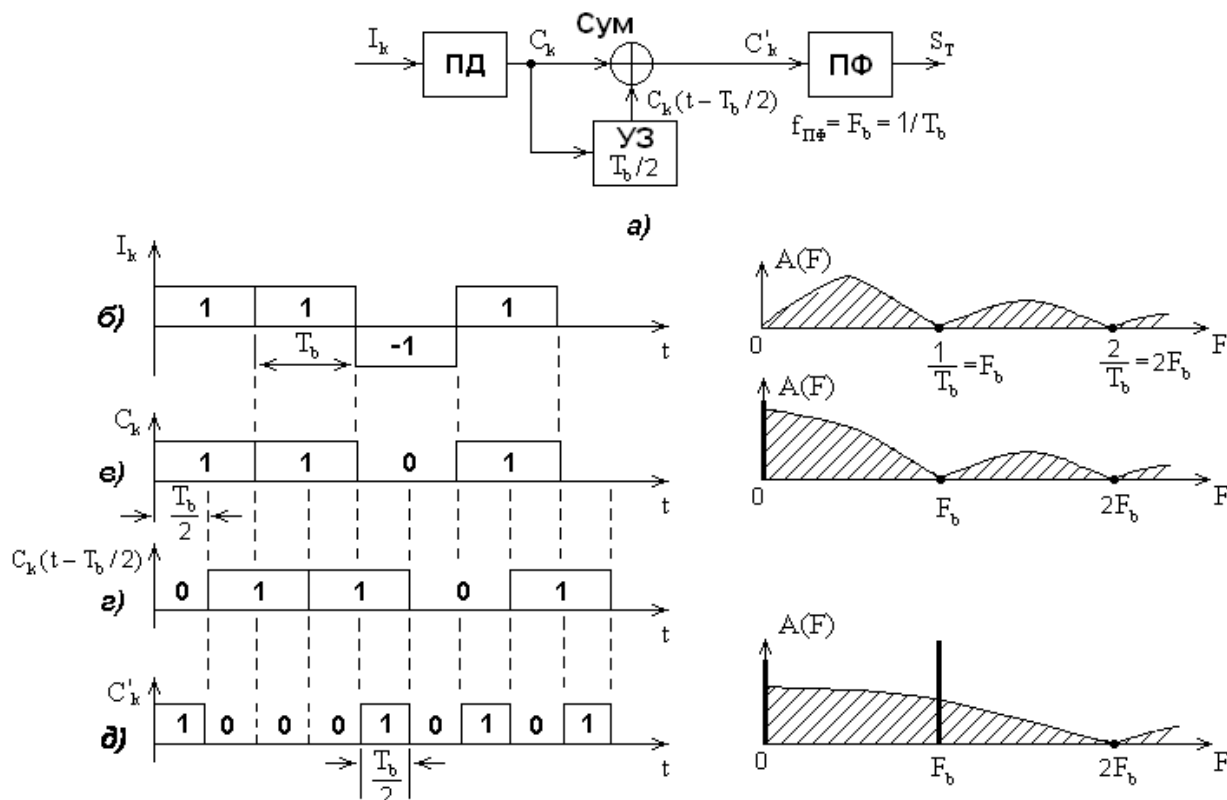 I_k ПД C_k Сум C'_k ПФ S_T
C_k(t−T_b/2)
УЗ
T_b/2
f_ПФ = F_b = 1/T_b
а)
I_k
б)
1 1 -1 1
T_b
t
A(F)
0
1/T_b = F_b
2/T_b = 2F_b
F
C_k
в)
1 1 0 1
T_b/2
t
A(F)
0 F_b 2F_b F
C_k(t−T_b/2)
г)
0 1 1 0 1
t
C'_k
д)
1 0 0 0 1 0 1 0 1
T_b/2
t
A(F)
0 F_b 2F_b F